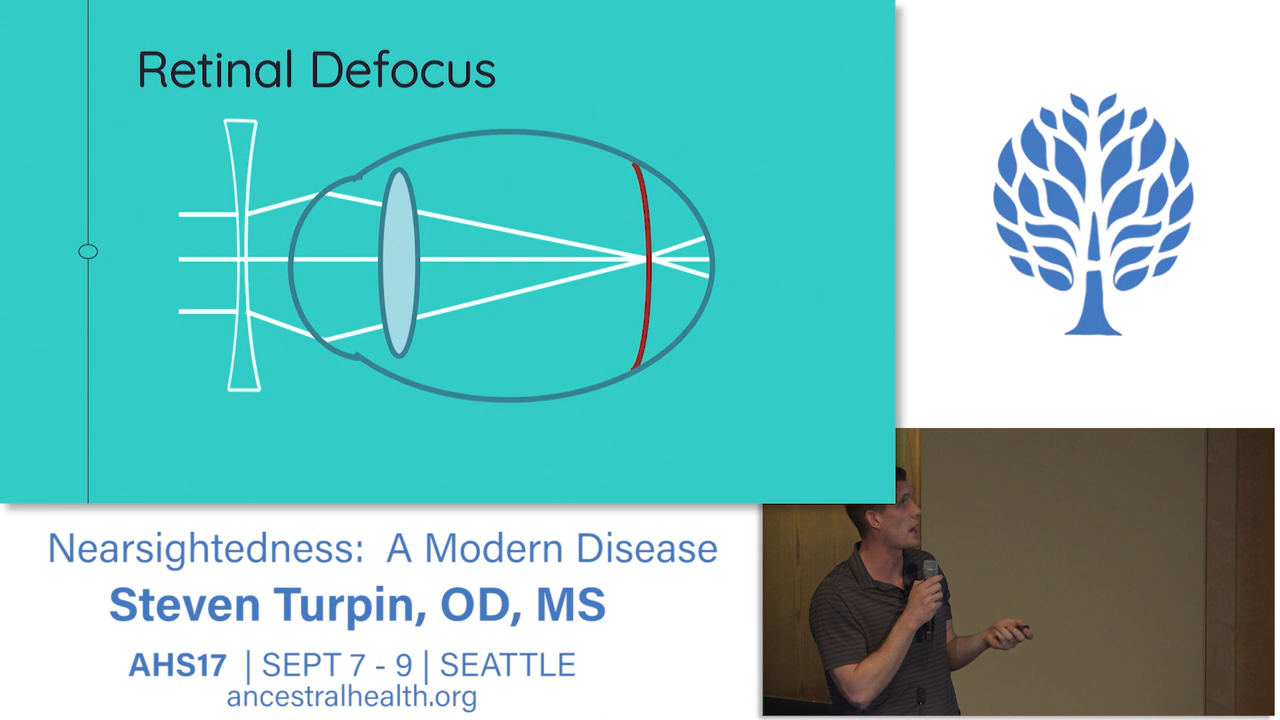 Retinal Defocus
Nearsightedness: A Modern Disease
Steven Turpin, OD, MS
AHS17 | SEPT 7 - 9 | SEATTLE
ancestralhealth.org